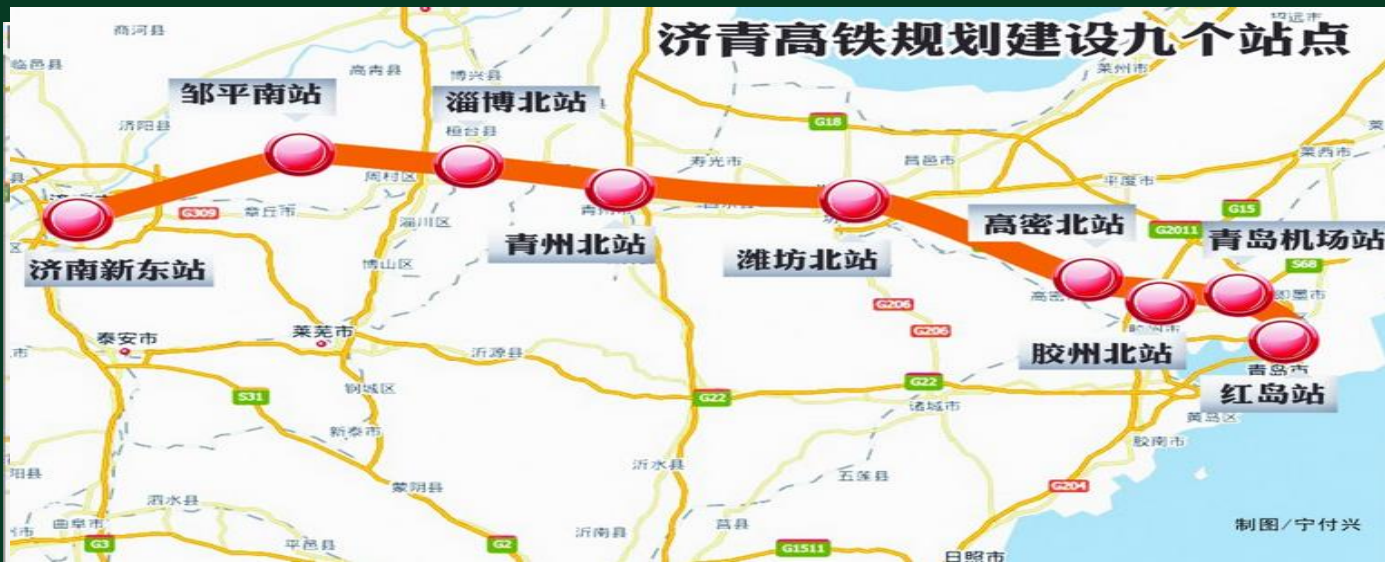 济青高铁规划建设九个站点
商河县
临邑县
高青县
博兴县
莱州市
邹平南站
淄博北站
济阳县
桓台县
G18
寿光市
昌邑市
莱西市
平度市
周村区
G309
章丘市
淄川区
高密北站
G15
G2011
青岛机场站
济南新东站
青州北站
潍坊北站
S68
博山区
高密
即墨市
G206
G206
泰安市
莱芜市
沂源县
胶州北站
青岛市
红岛站
钢城区
S31
G22
G22
诸城市
黄岛区
新泰市
胶南市
沂水县
五莲县
蒙阴县
G204
泗水县
曲阜市
沂南县
莒县
制图/宁付兴
G3
平邑县
G2
G1511
日照市